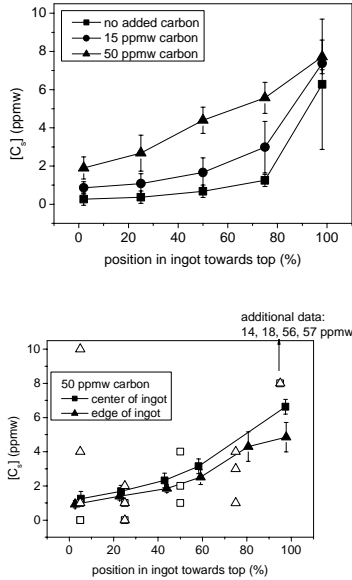 no added carbon
15 ppmw carbon
50 ppmw carbon
10
8
6
4
2
0
[Cs] (ppmw)
0 20 40 60 80 100
position in ingot towards top (%)
additional data:
14, 18, 56, 57 ppmw
50 ppmw carbon
center of ingot
edge of ingot
10
8
6
4
2
0
[Cs] (ppmw)
0 20 40 60 80 100
position in ingot towards top (%)